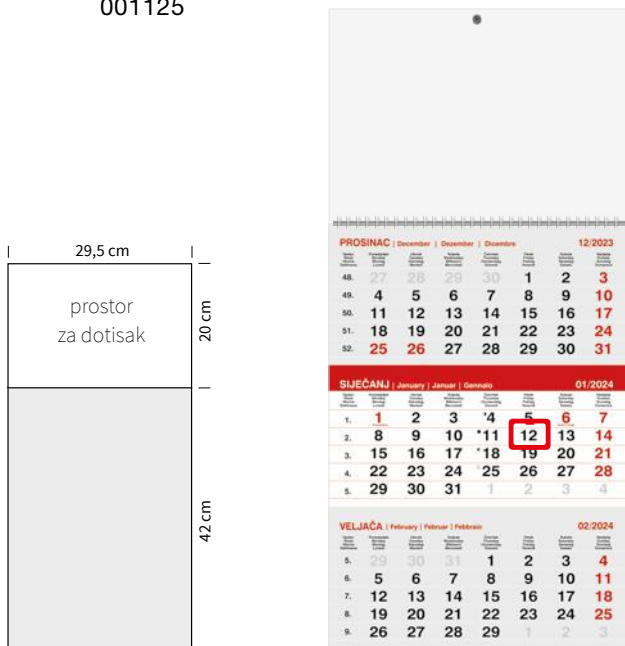 001125
29,5 cm
prostor
za dotisak
20 cm
42 cm
PROSINAC | December | Dezember | Dicembre 12/2023
48. 27 28 29 30 1 2 3
49. 4 5 6 7 8 9 10
50. 11 12 13 14 15 16 17
51. 18 19 20 21 22 23 24
52. 25 26 27 28 29 30 31
SIJEČANJ | January | Januar | Gennaio 01/2024
1. 1 2 3 4 5 6 7
2. 8 9 10 11 12 13 14
3. 15 16 17 18 19 20 21
4. 22 23 24 25 26 27 28
5. 29 30 31 1 2 3 4
VELJAČA | February | Februar | Febbraio 02/2024
5. 29 30 31 1 2 3 4
6. 5 6 7 8 9 10 11
7. 12 13 14 15 16 17 18
8. 19 20 21 22 23 24 25
9. 26 27 28 29 1 2 3